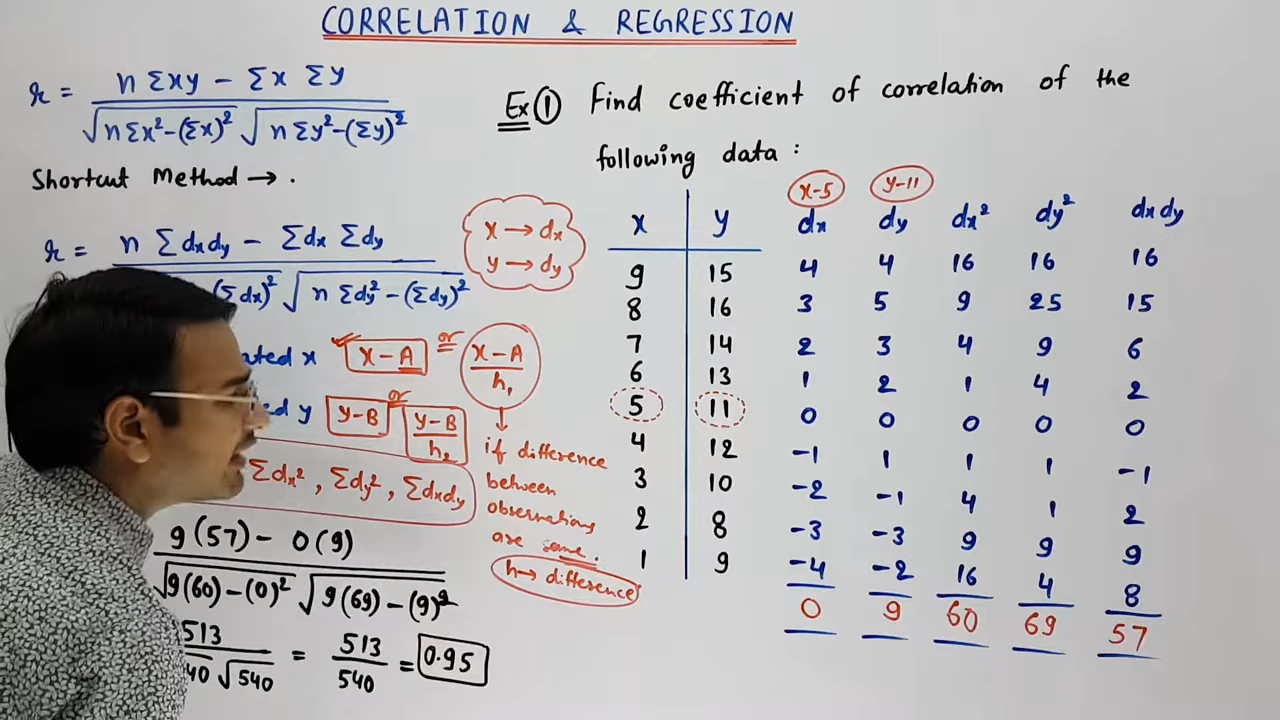 CORRELATION & REGRESSION
r = n Σxy − Σx Σy / √n Σx² − (Σx)² √n Σy² − (Σy)²
Shortcut Method → .
r = n Σdxdy − Σdx Σdy / (Σdx)² √n Σdy² − (Σdy)²
x → dx
y → dy
x x − A or x − A / h₁
y y − B or y − B / h₂
Σdx² , Σdy² , Σdxdy
if difference
between
observations
are same.
h → difference
9(57) − 0(9) / √9(60) − (0)² √9(69) − (9)²
513 / √540 = 513 / 540 = 0.95
Ex ① Find coefficient of correlation of the
following data :
x − 5 y − 11
x y dx dy dx² dy² dxdy
9 15 4 4 16 16 16
8 16 3 5 9 25 15
7 14 2 3 4 9 6
6 13 1 2 1 4 2
5 11 0 0 0 0 0
4 12 −1 1 1 1 −1
3 10 −2 −1 4 1 2
2 8 −3 −3 9 9 9
1 9 −4 −2 16 4 8
0 9 60 69 57